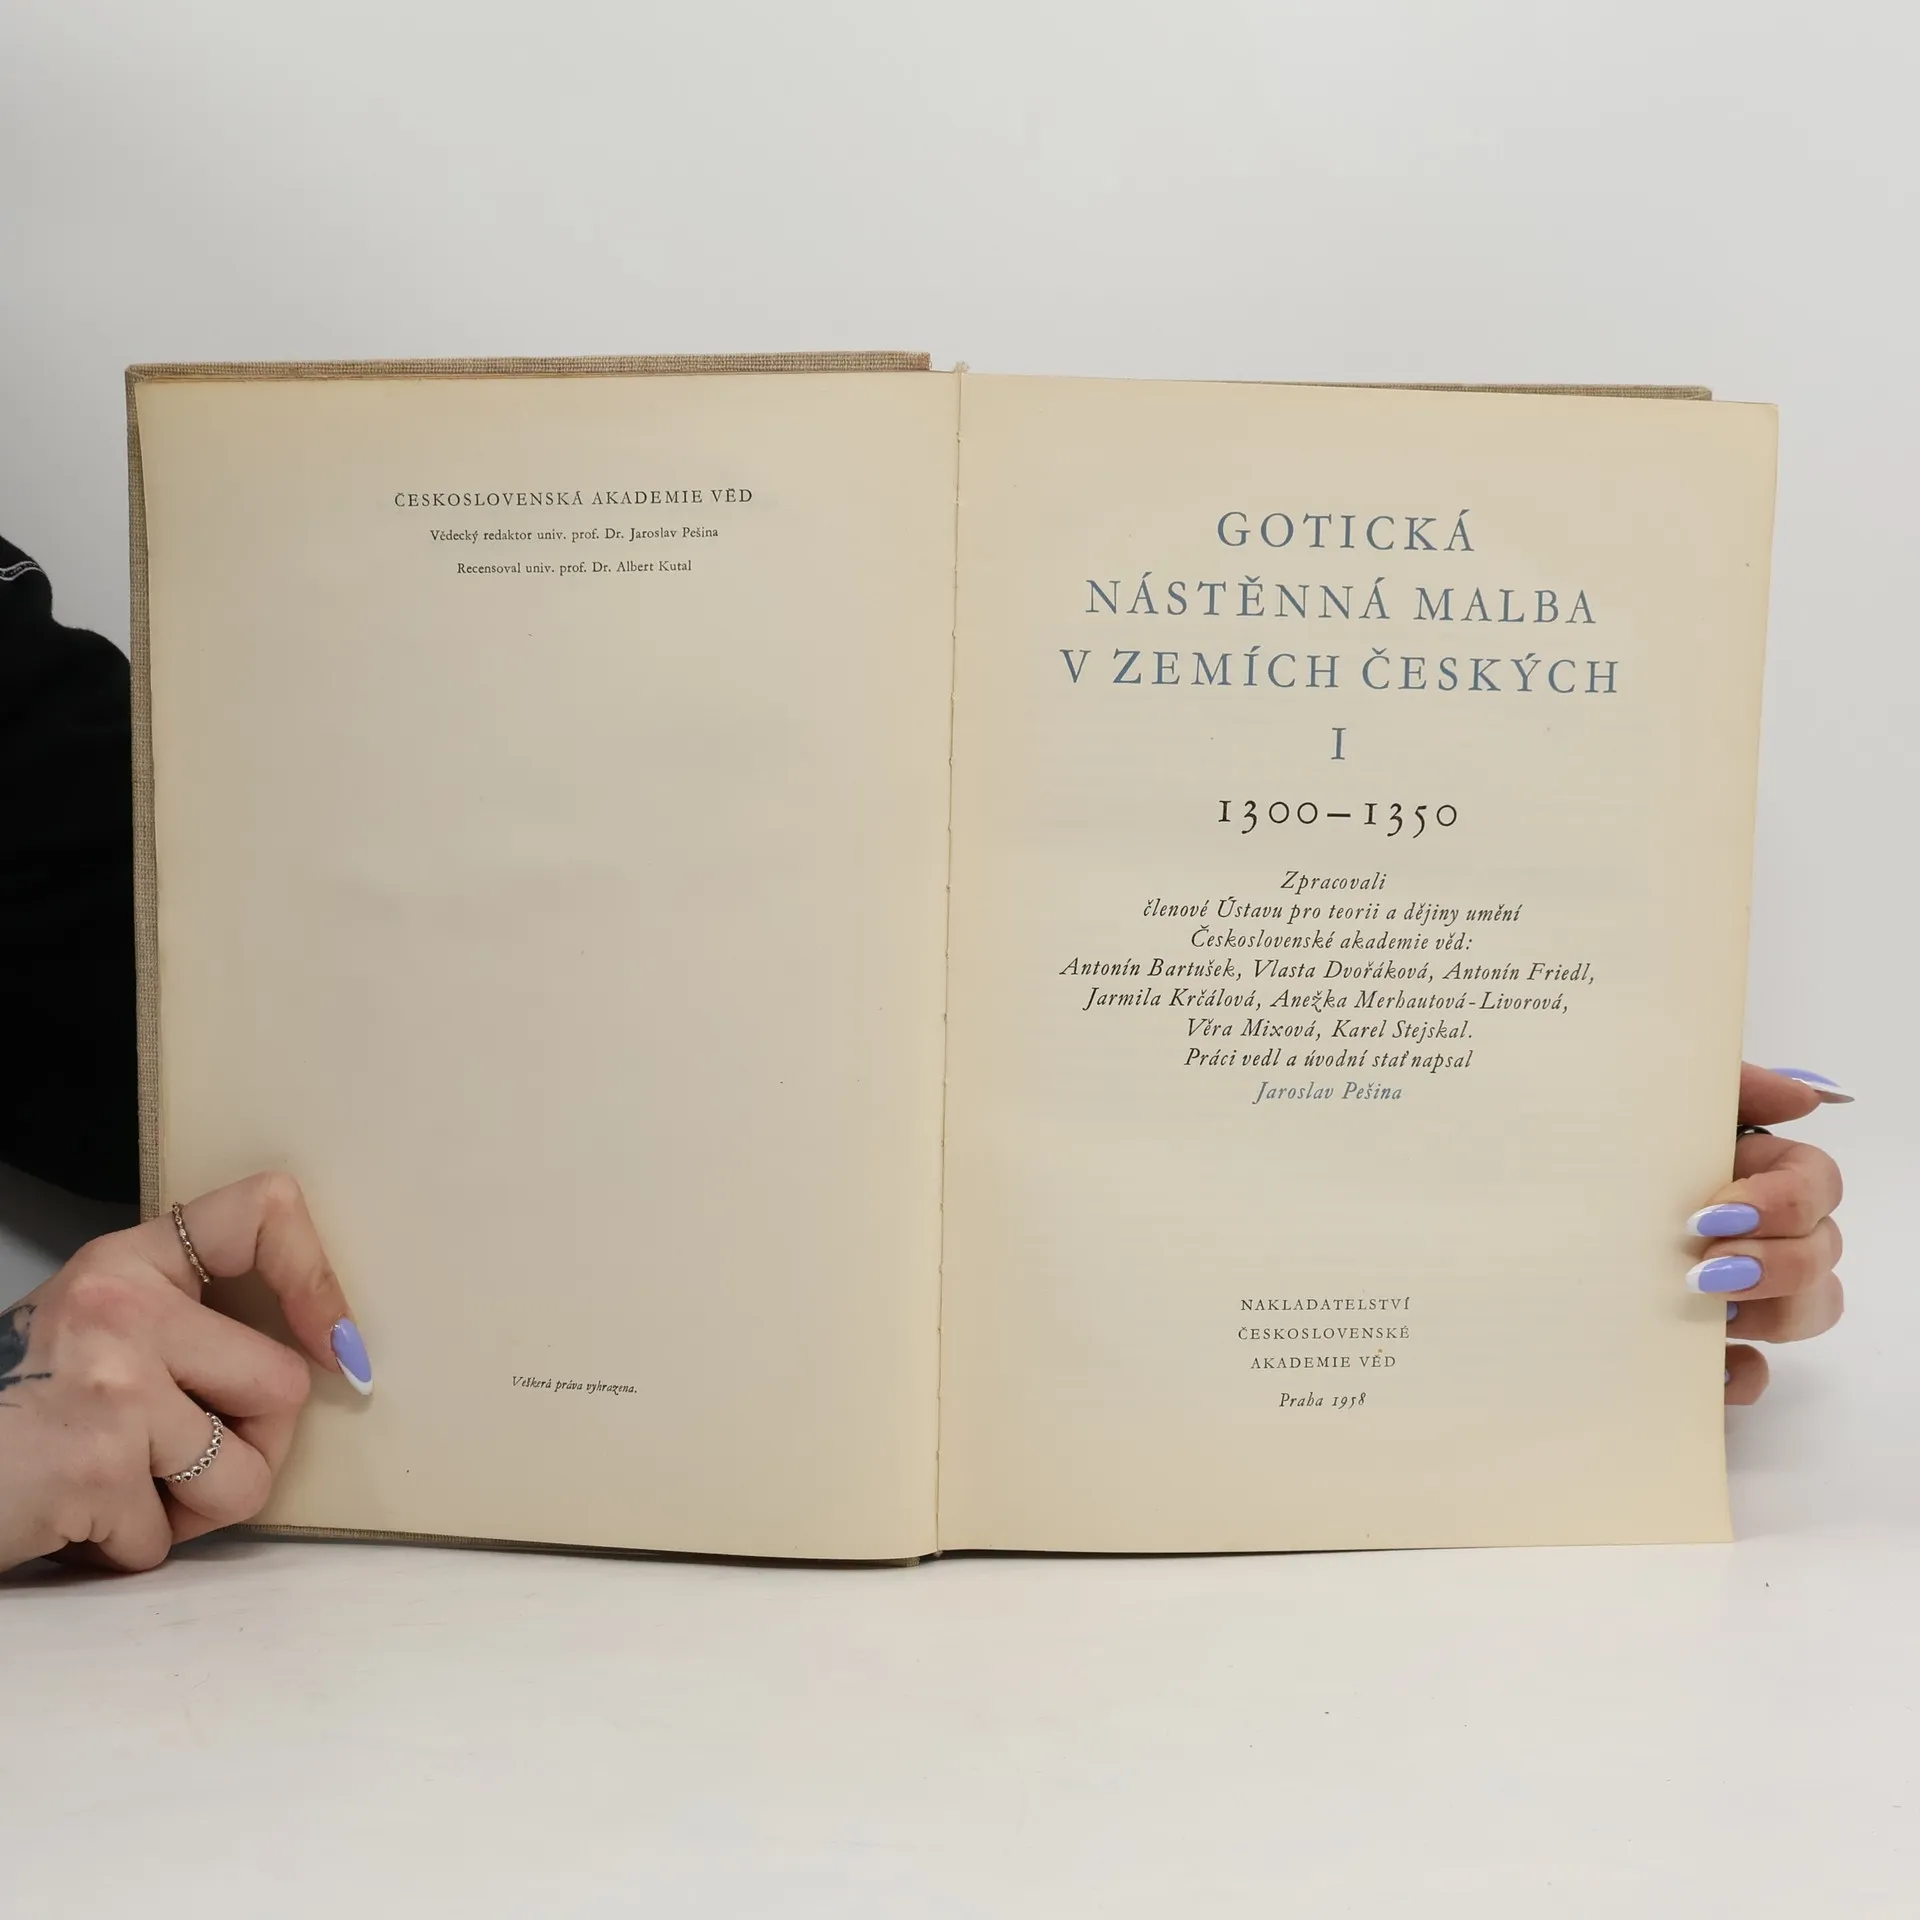 ČESKOSLOVENSKÁ AKADEMIE VĚD
Vědecký redaktor univ. prof. Dr. Jaroslav Pešina
Recensoval univ. prof. Dr. Albert Kutal
Veškerá práva vyhrazena.
GOTICKÁ
NÁSTĚNNÁ MALBA
V ZEMÍCH ČESKÝCH
I
1300–1350
Zpracovali
členové Ústavu pro teorii a dějiny umění
Československé akademie věd:
Antonín Bartušek, Vlasta Dvořáková, Antonín Friedl,
Jarmila Krčálová, Anežka Merhautová-Livorová,
Věra Mixová, Karel Stejskal.
Práci vedl a úvodní stať napsal
Jaroslav Pešina
NAKLADATELSTVÍ
ČESKOSLOVENSKÉ
AKADEMIE VĚD
Praha 1958